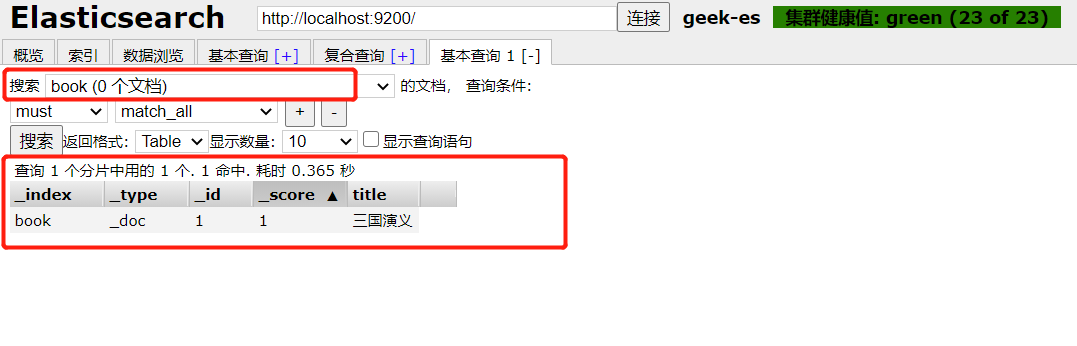 Elasticsearch http://localhost:9200/ 连接 geek-es 集群健康值: green (23 of 23)
概览 索引 数据浏览 基本查询 [+] 复合查询 [+] 基本查询 1 [-]
搜索 book (0 个文档) 的文档, 查询条件:
must match_all + -
搜索 返回格式: Table 显示数量: 10 显示查询语句
查询 1 个分片中用的 1 个. 1 命中. 耗时 0.365 秒
_index _type _id _score ▲ title
book _doc 1 1 三国演义